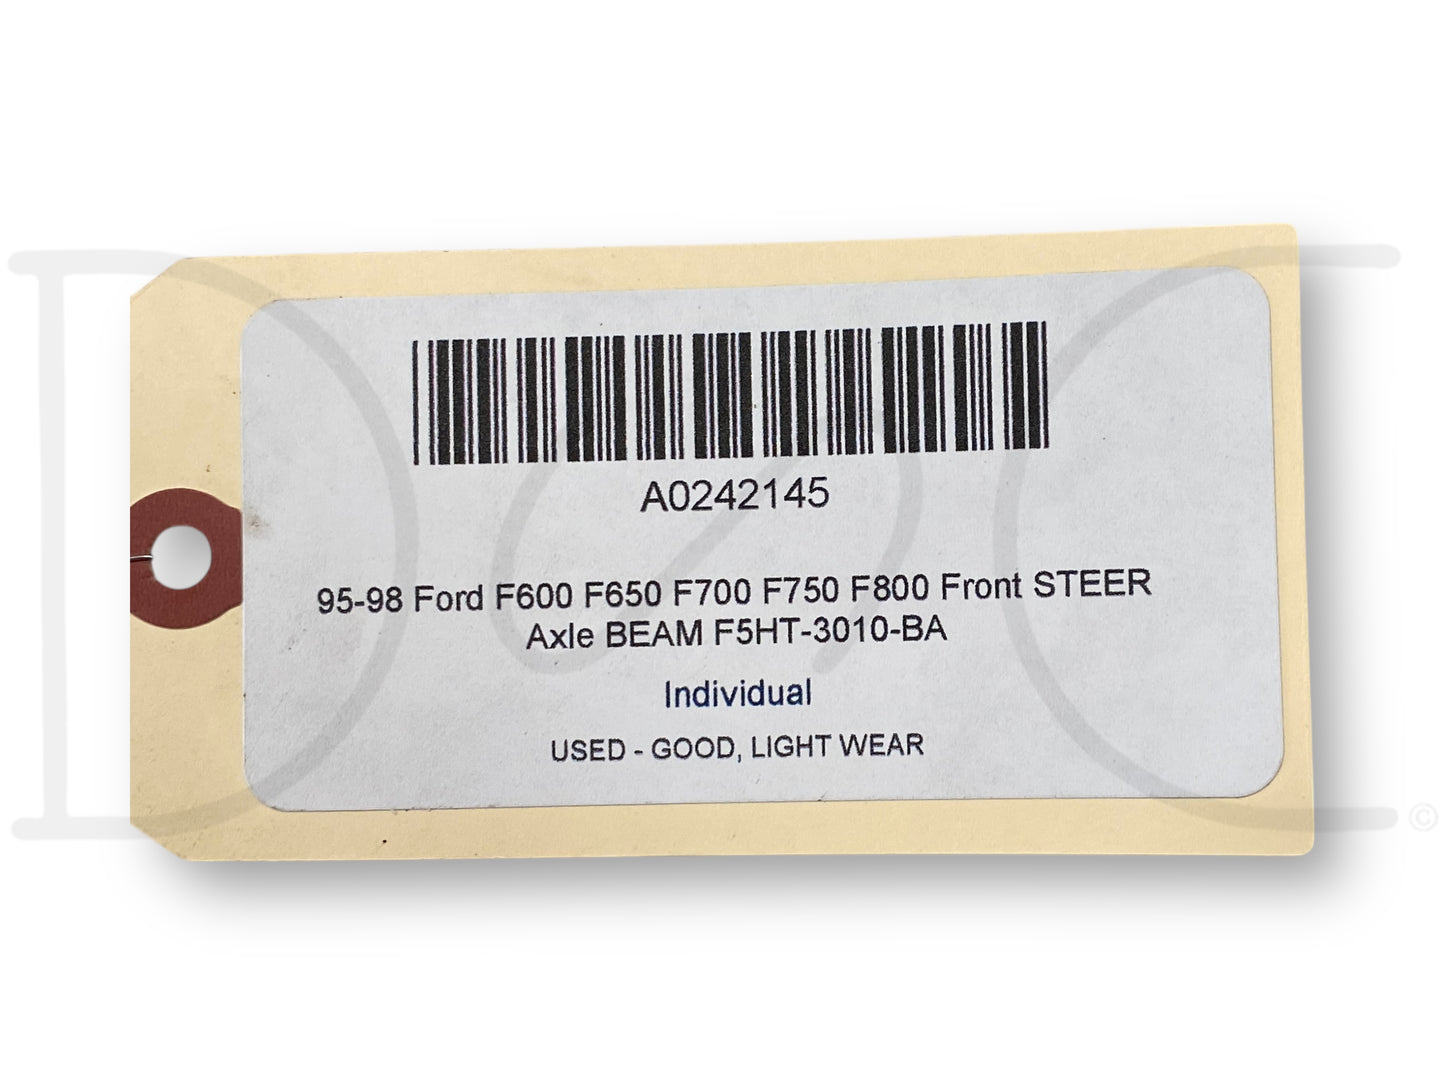 A0242145
95-98 Ford F600 F650 F700 F750 F800 Front STEER
Axle BEAM F5HT-3010-BA
Individual
USED - GOOD, LIGHT WEAR
©